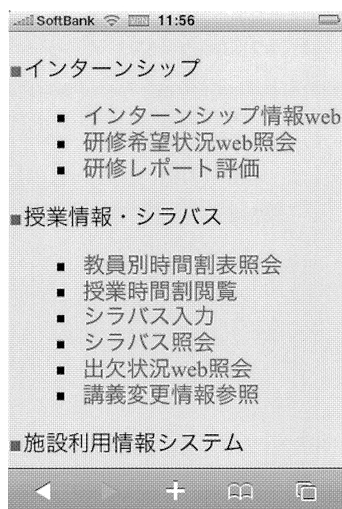 SoftBank VPN 11:56
■インターンシップ
▪ インターンシップ情報web
▪ 研修希望状況web照会
▪ 研修レポート評価
■授業情報・シラバス
▪ 教員別時間割表照会
▪ 授業時間割閲覧
▪ シラバス入力
▪ シラバス照会
▪ 出欠状況web照会
▪ 講義変更情報参照
■施設利用情報システム